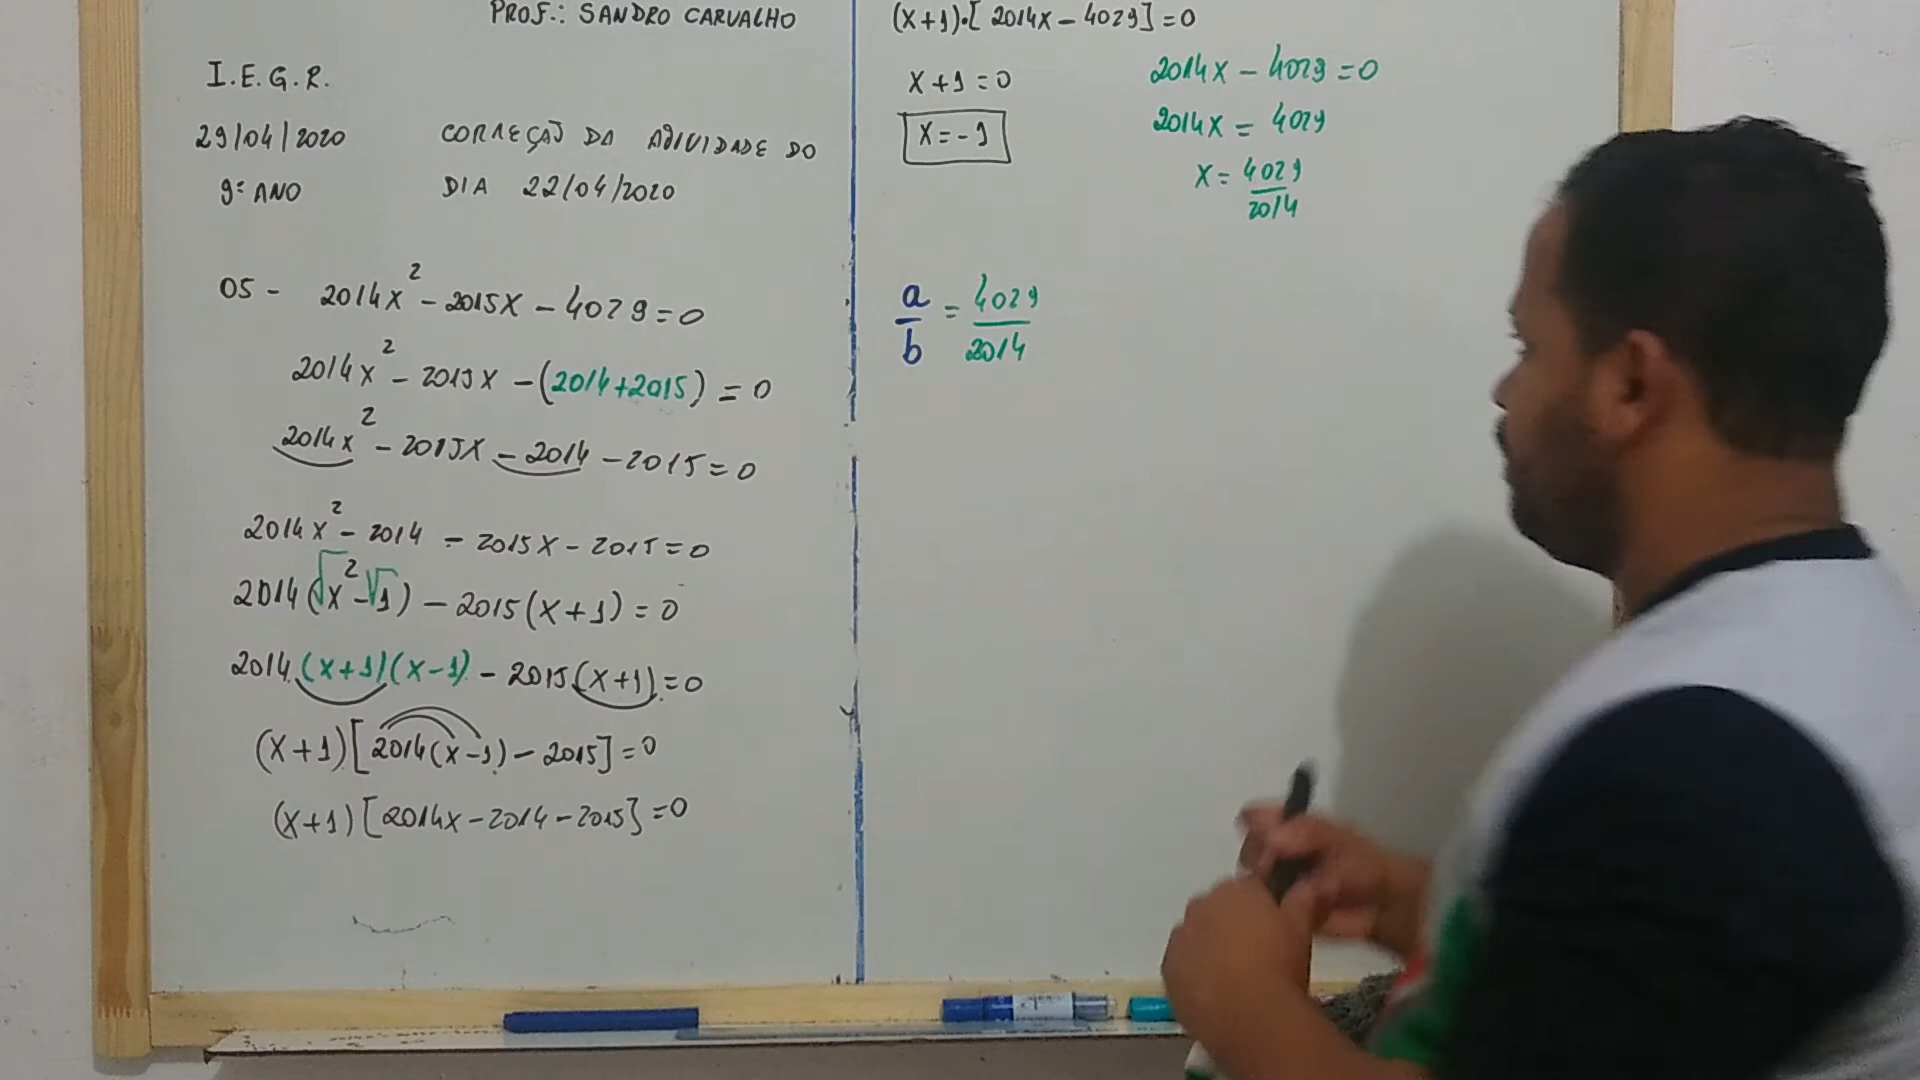 PROF.: SANDRO CARVALHO
I.E.G.R.
29/04/2020
9º ANO
CORREÇÃO DA ATIVIDADE DO
DIA 22/04/2020
05 - 2014x² - 2015x - 4029 = 0
2014x² - 2015x - (2014+2015) = 0
2014x² - 2015x - 2014 - 2015 = 0
2014x² - 2014 - 2015x - 2015 = 0
2014(√x² - √1) - 2015(x+1) = 0
2014.(x+1)(x-1) - 2015(x+1) = 0
(x+1)[2014(x-1) - 2015] = 0
(x+1)[2014x - 2014 - 2015] = 0
(x+1)·[2014x - 4029] = 0
x+1 = 0
x = -1
2014x - 4029 = 0
2014x = 4029
x = 4029/2014
a/b = 4029/2014